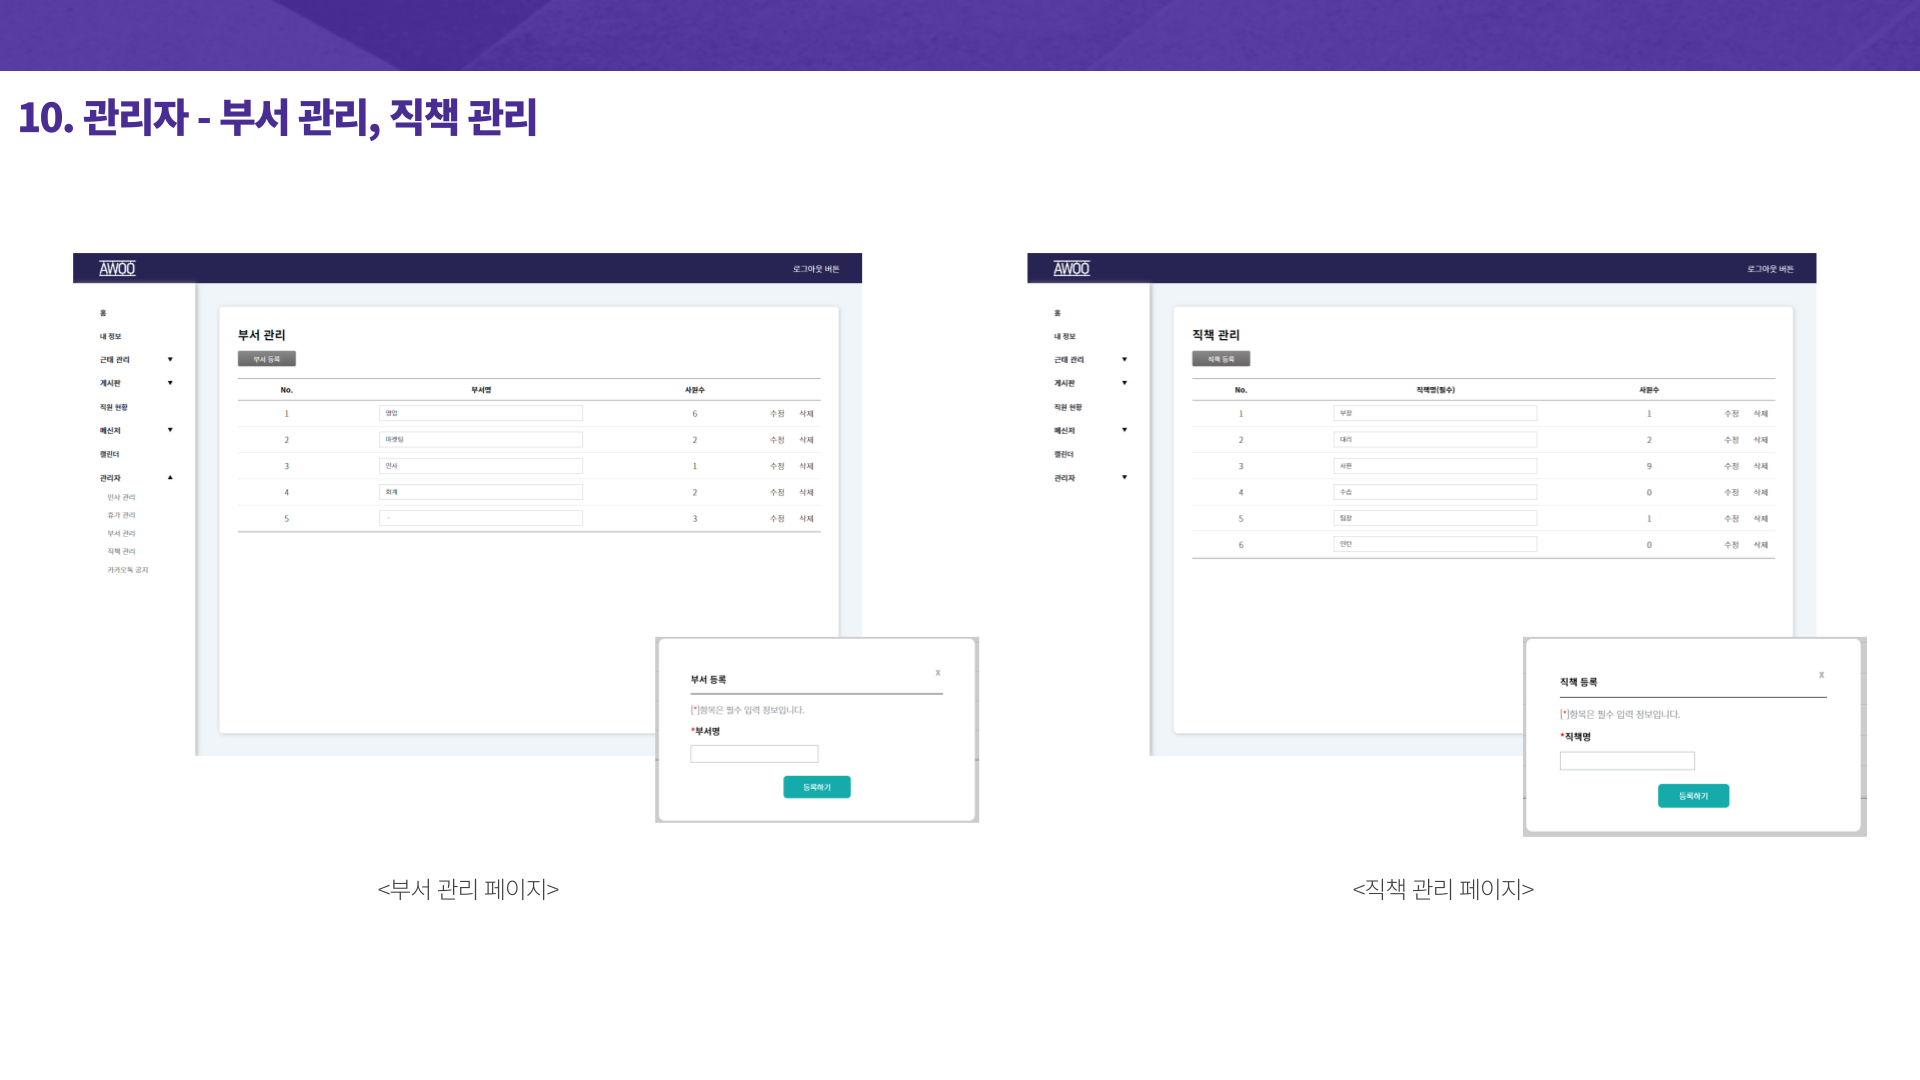 10. 관리자 - 부서 관리, 직책 관리
AWOO
로그아웃 버튼
홈
내 정보
근태 관리 ▼
게시판 ▼
직원 현황
메신저 ▼
캘린더
관리자 ▲
인사 관리
휴가 관리
부서 관리
직책 관리
카카오톡 공지
부서 관리
부서 등록
No. 부서명 사원수
1 영업 6 수정 삭제
2 마켓팅 2 수정 삭제
3 인사 1 수정 삭제
4 회계 2 수정 삭제
5 - 3 수정 삭제
부서 등록 x
[*]항목은 필수 입력 정보입니다.
*부서명
등록하기
<부서 관리 페이지>
AWOO
로그아웃 버튼
홈
내 정보
근태 관리 ▼
게시판 ▼
직원 현황
메신저 ▼
캘린더
관리자 ▼
직책 관리
직책 등록
No. 직책명(필수) 사원수
1 부장 1 수정 삭제
2 대리 2 수정 삭제
3 사원 9 수정 삭제
4 수습 0 수정 삭제
5 팀장 1 수정 삭제
6 인턴 0 수정 삭제
직책 등록 x
[*]항목은 필수 입력 정보입니다.
*직책명
등록하기
<직책 관리 페이지>